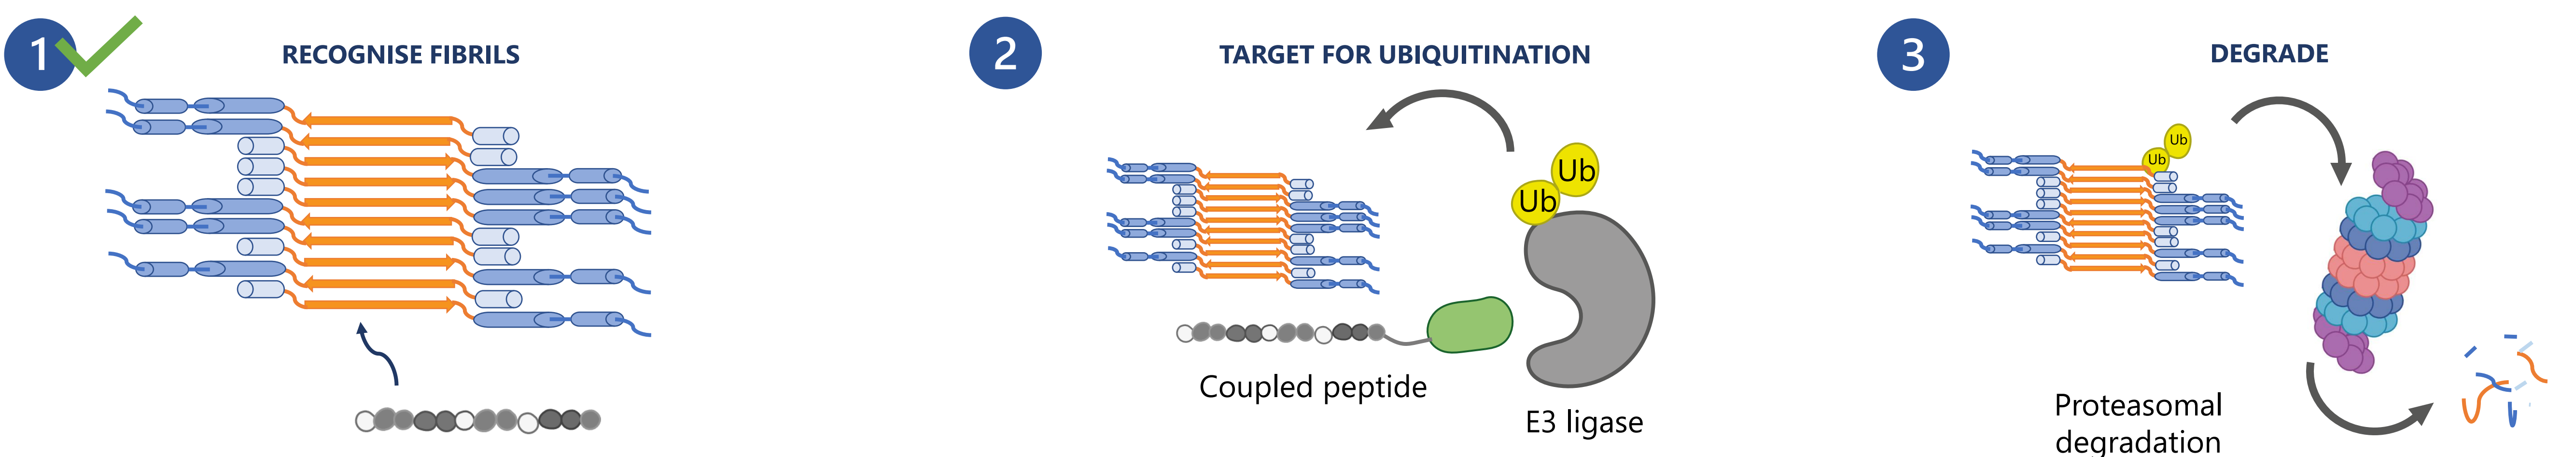 1
RECOGNISE FIBRILS
2
TARGET FOR UBIQUITINATION
Ub
Ub
Coupled peptide
E3 ligase
3
DEGRADE
Ub
Ub
Proteasomal
degradation